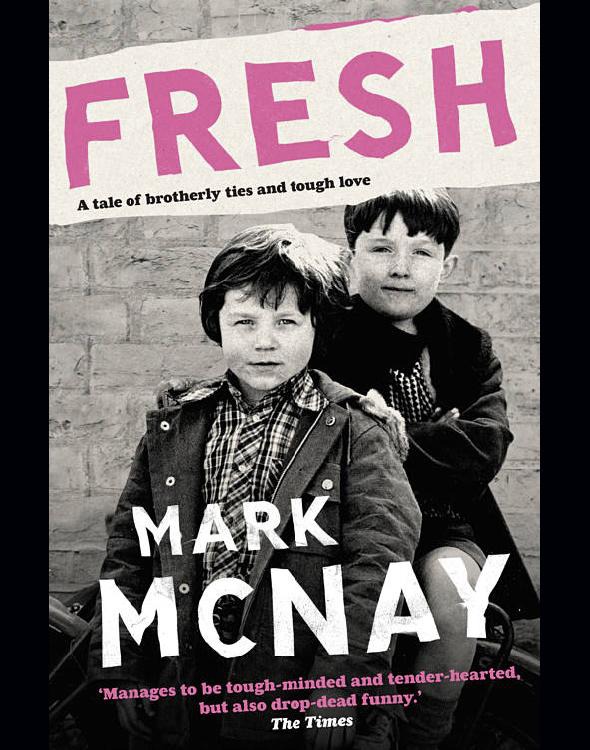 FRESH
A tale of brotherly ties and tough love
MARK
MCNAY
‘Manages to be tough-minded and tender-hearted,
but also drop-dead funny.’
The Times